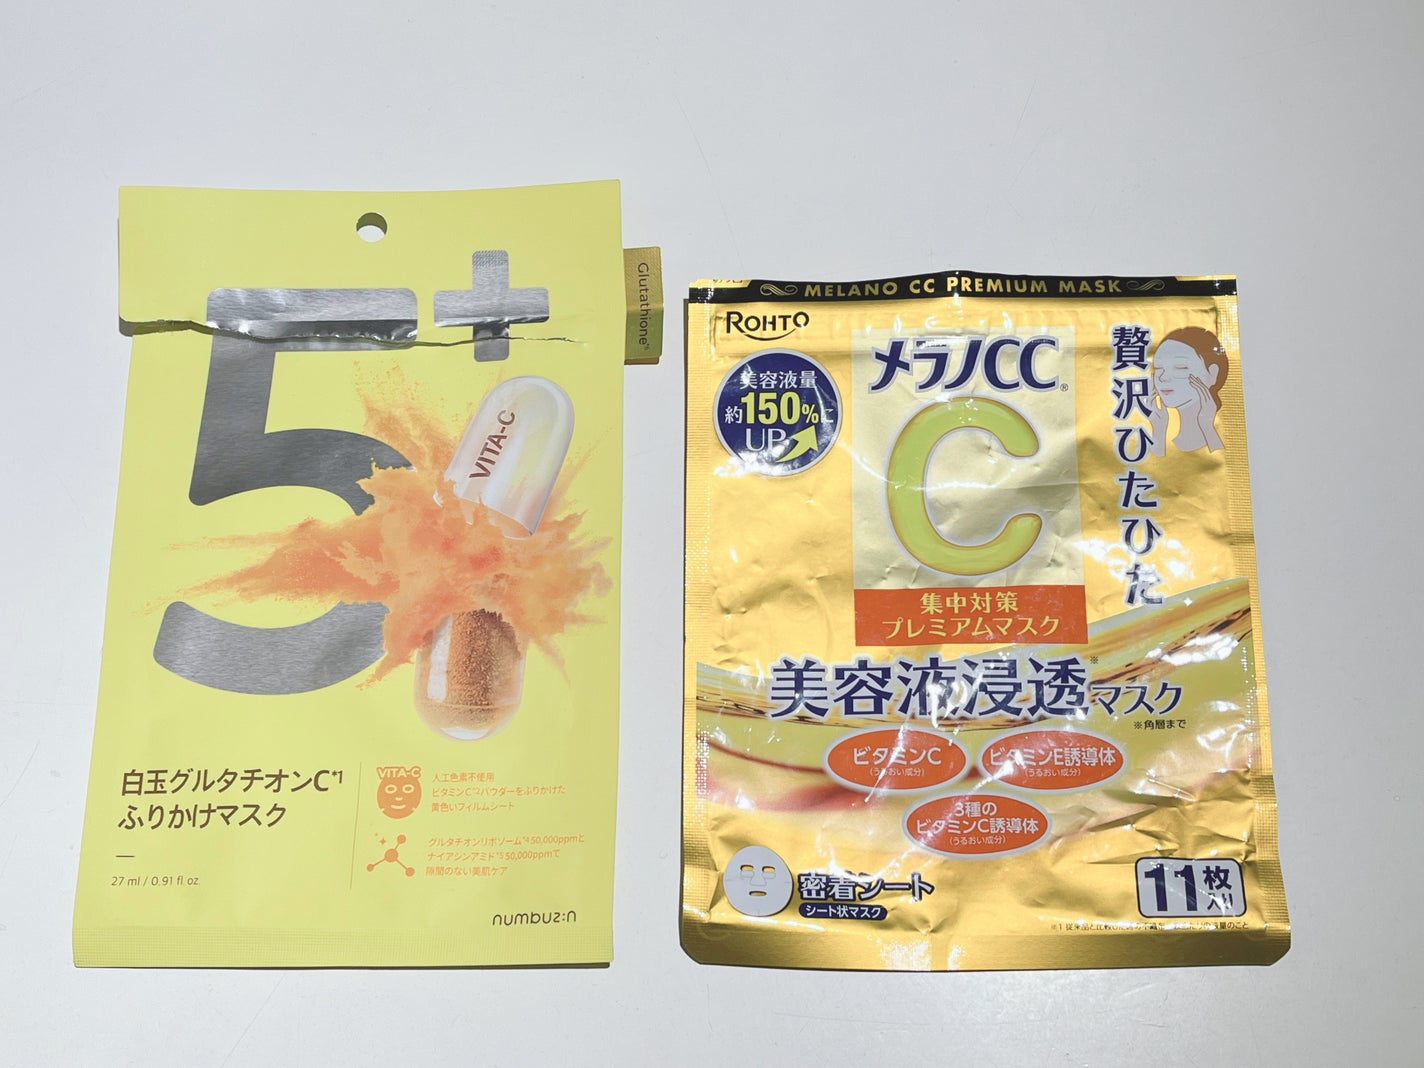 5+
Glutathione*6
VITA-C
白玉グルタチオンC*1
ふりかけマスク
27 ml / 0.91 fl. oz.
VITA-C
人工色素不使用
ビタミンC*2パウダーをふりかけた
黄色いフィルムシート
グルタチオンリポソーム*4 50,000ppmと
ナイアシンアミド*5 50,000ppmで
隙間のない美肌ケア
numbuz:n
MELANO CC PREMIUM MASK
ROHTO
メラノCC®
C
美容液量
約150%に
UP
贅沢ひたひた
集中対策
プレミアムマスク
美容液浸透※マスク
※角層まで
ビタミンC
(うるおい成分)
ビタミンE誘導体
(うるおい成分)
3種の
ビタミンC誘導体
(うるおい成分)
密着シート
シート状マスク
11枚
入り